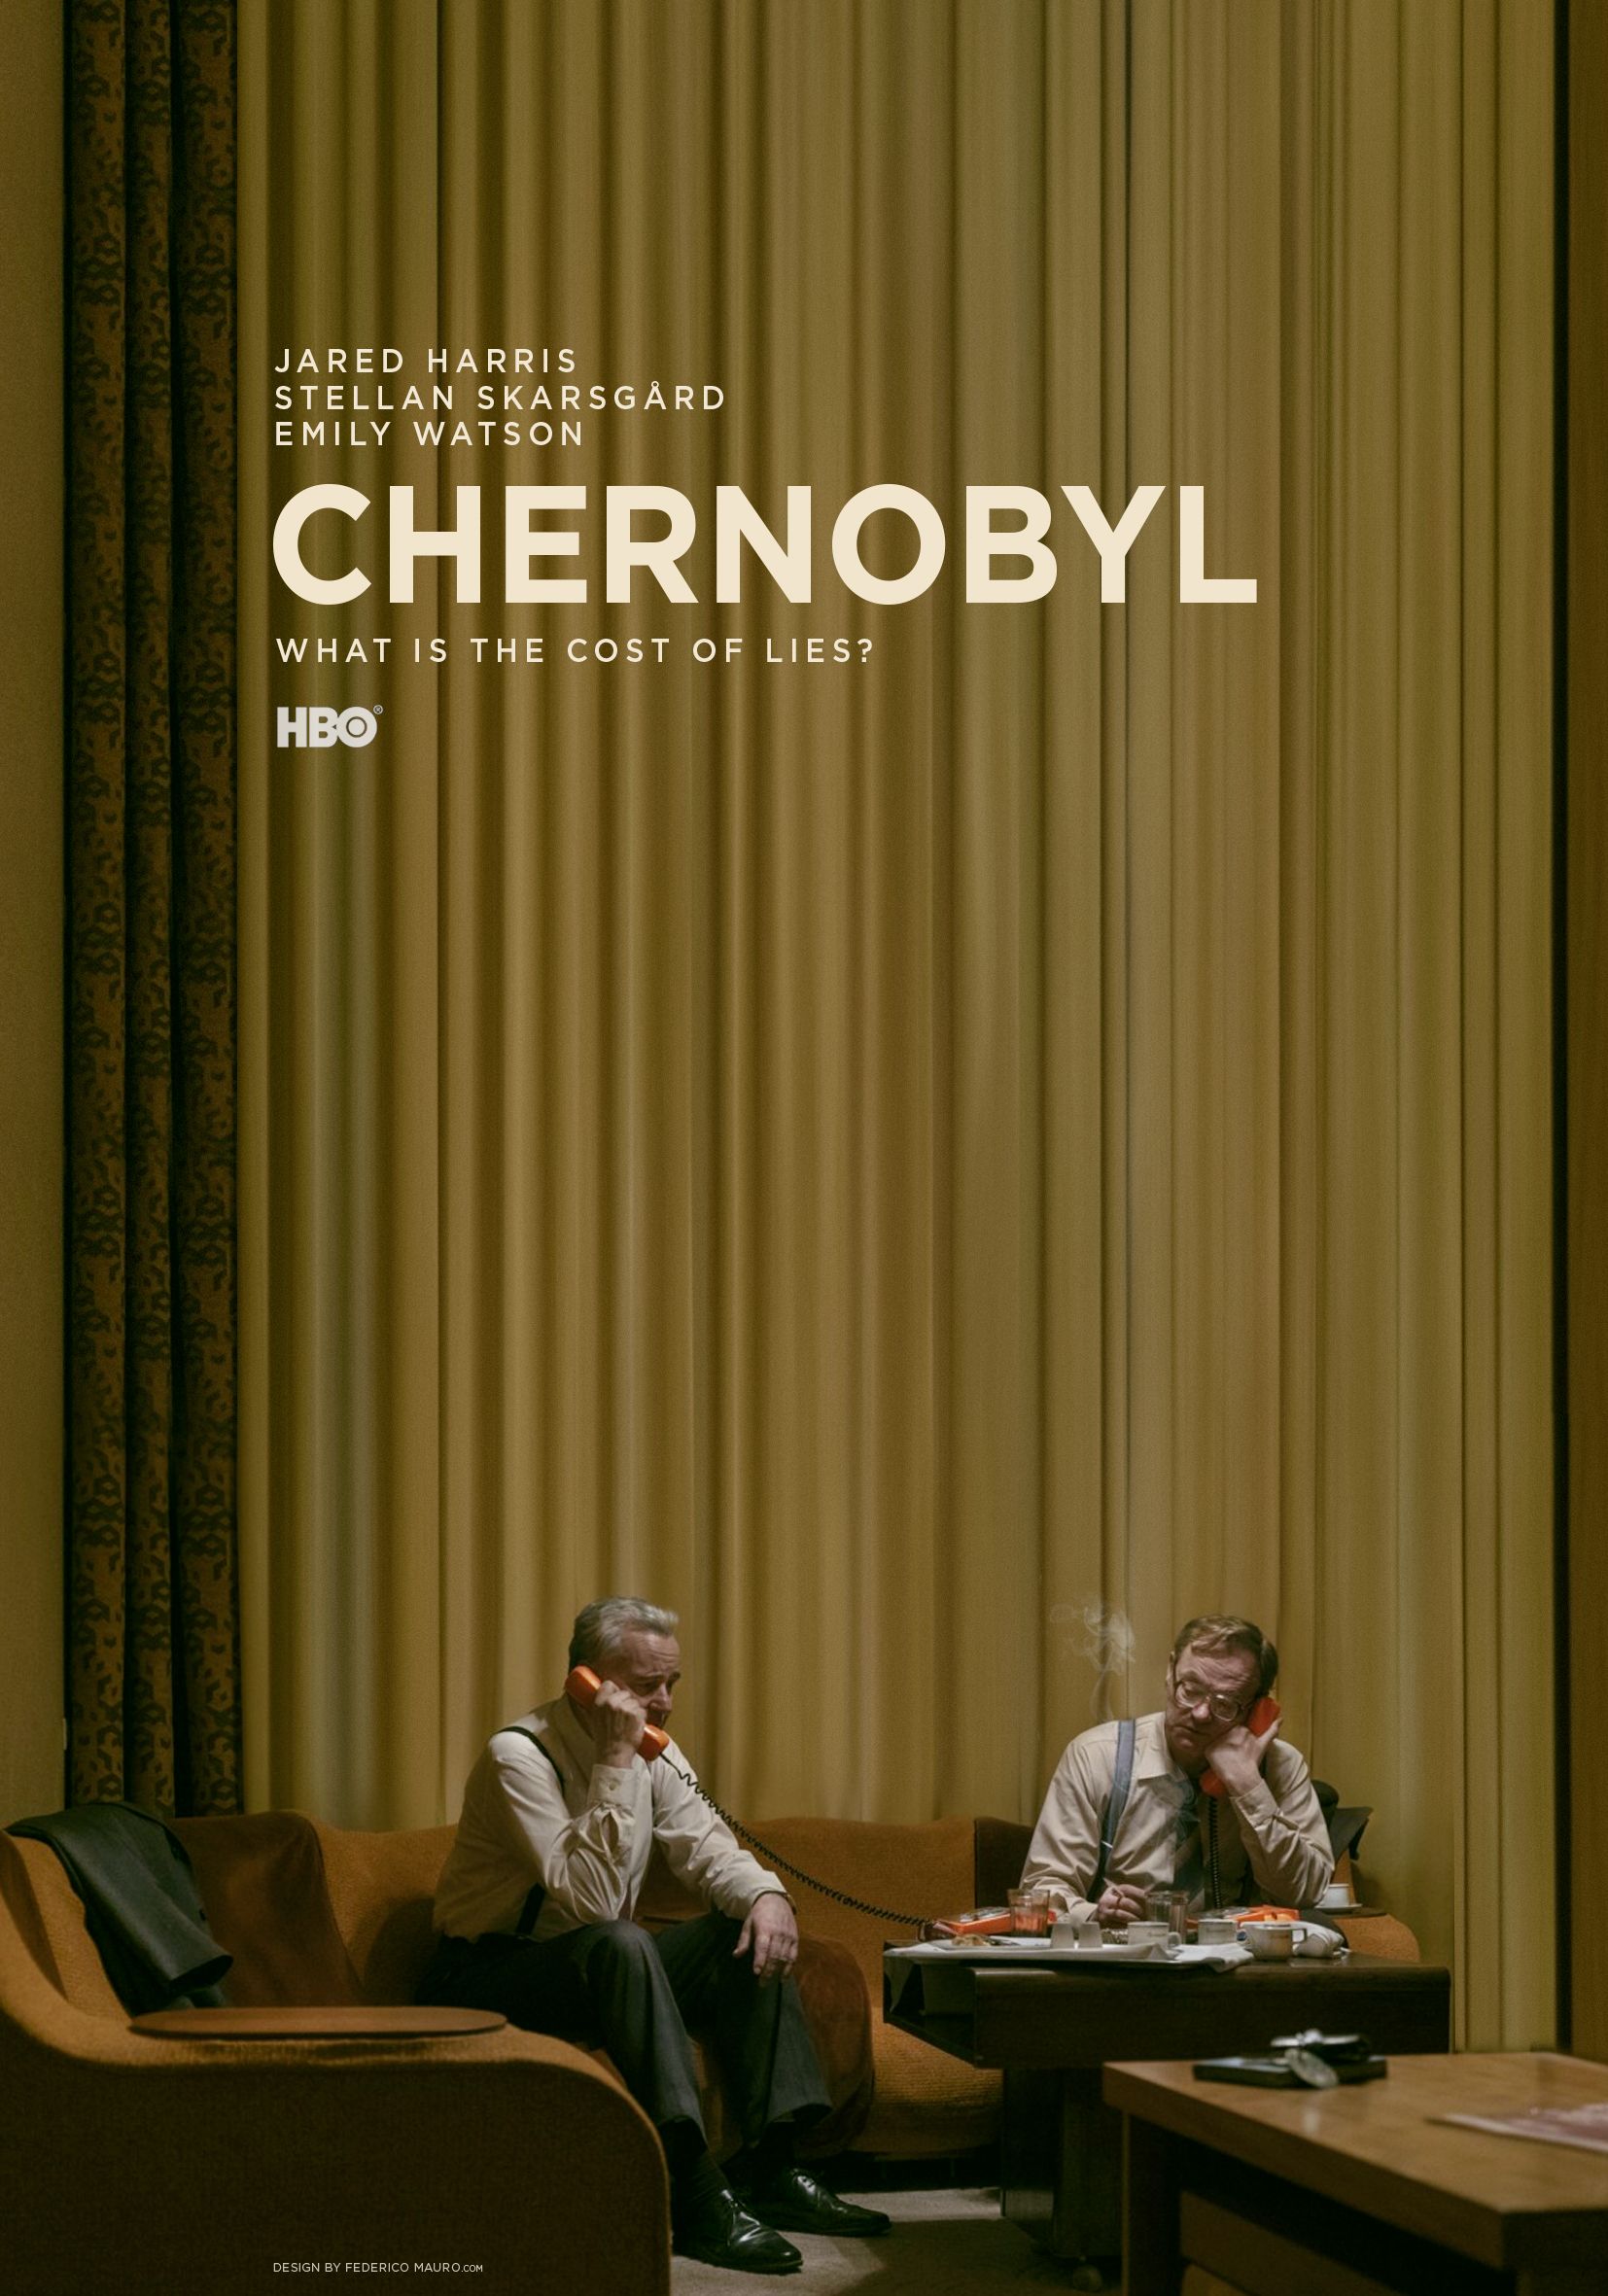 JARED HARRIS
STELLAN SKARSGÅRD
EMILY WATSON
CHERNOBYL
WHAT IS THE COST OF LIES?
HBO®
DESIGN BY FEDERICO MAURO.COM